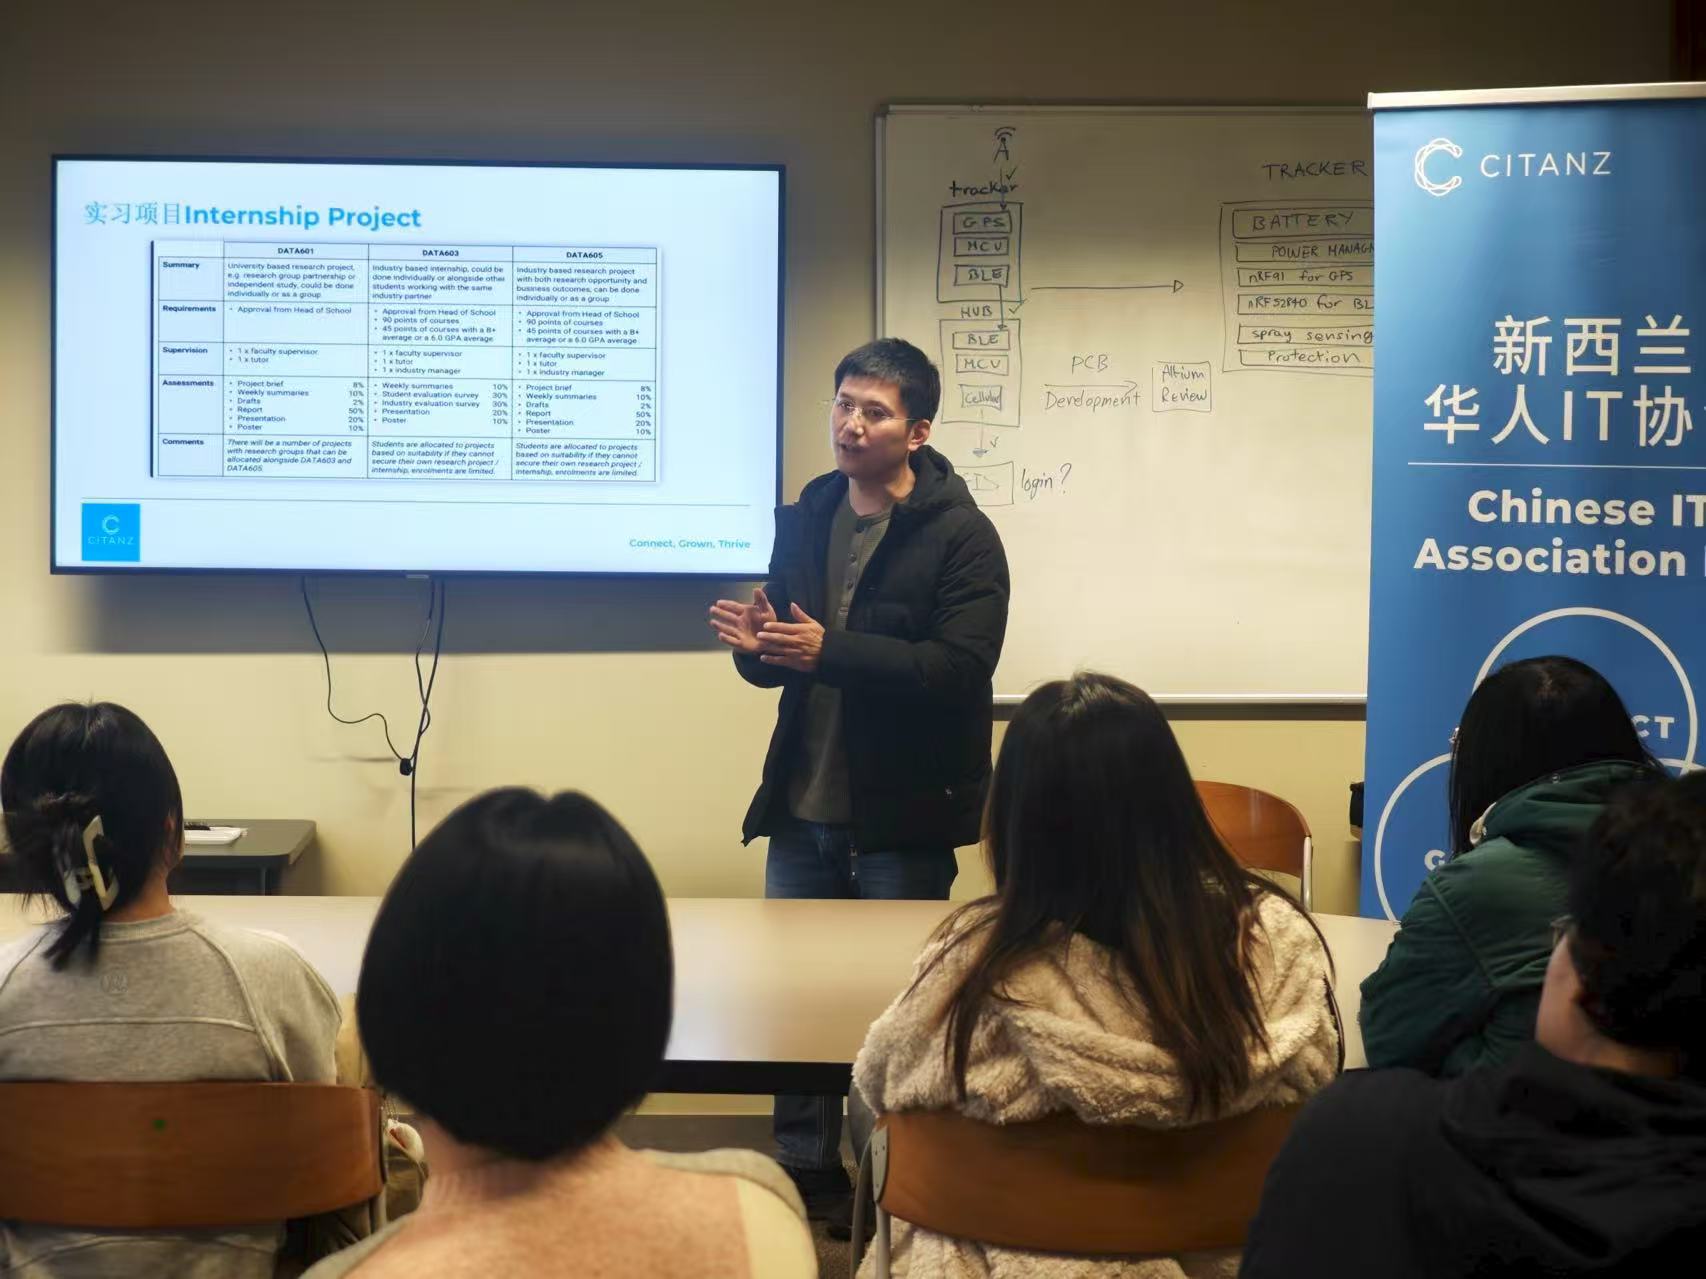 实习项目Internship Project
DATA601
DATA603
DATA605
Summary
University based research project,
e.g. research group partnership or
independent study, could be done
individually or as a group
Industry based internship, could be
done individually or alongside other
students working with the same
industry partner
Industry based research project
with both research opportunity and
business outcomes, can be done
individually or as a group
Requirements
• Approval from Head of School
• Approval from Head of School
• 90 points of courses
• 45 points of courses with a B+
average or a 6.0 GPA average
• Approval from Head of School
• 90 points of courses
• 45 points of courses with a B+
average or a 6.0 GPA average
Supervision
• 1 x faculty supervisor
• 1 x tutor
• 1 x faculty supervisor
• 1 x tutor
• 1 x industry manager
• 1 x faculty supervisor
• 1 x tutor
• 1 x industry manager
Assessments
• Project brief 8%
• Weekly summaries 10%
• Drafts 2%
• Report 50%
• Presentation 20%
• Poster 10%
• Weekly summaries 10%
• Student evaluation survey 30%
• Industry evaluation survey 30%
• Presentation 20%
• Poster 10%
• Project brief 8%
• Weekly summaries 10%
• Drafts 2%
• Report 50%
• Presentation 20%
• Poster 10%
Comments
There will be a number of projects
with research groups that can be
allocated alongside DATA603 and
DATA605.
Students are allocated to projects
based on suitability if they cannot
secure their own research project /
internship, enrolments are limited.
Students are allocated to projects
based on suitability if they cannot
secure their own research project /
internship, enrolments are limited.
CITANZ
Connect, Grown, Thrive
tracker
GPS
MCU
BLE
HUB
BLE
MCU
Cellular
login?
PCB
Development
Altium
Review
TRACKER
BATTERY
POWER MANAGM
nRF91 for GPS
nRF52840 for BL
spray sensing
Protection
CITANZ
新西兰
华人IT协
Chinese IT
Association
CT
G